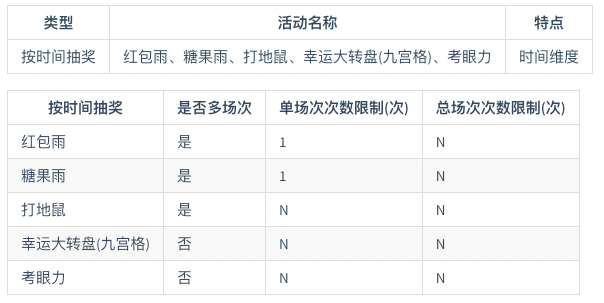 类型 活动名称 特点
按时间抽奖 红包雨、糖果雨、打地鼠、幸运大转盘(九宫格)、考眼力 时间维度
按时间抽奖 是否多场次 单场次次数限制(次) 总场次次数限制(次)
红包雨 是 1 N
糖果雨 是 1 N
打地鼠 是 N N
幸运大转盘(九宫格) 否 N N
考眼力 否 N N